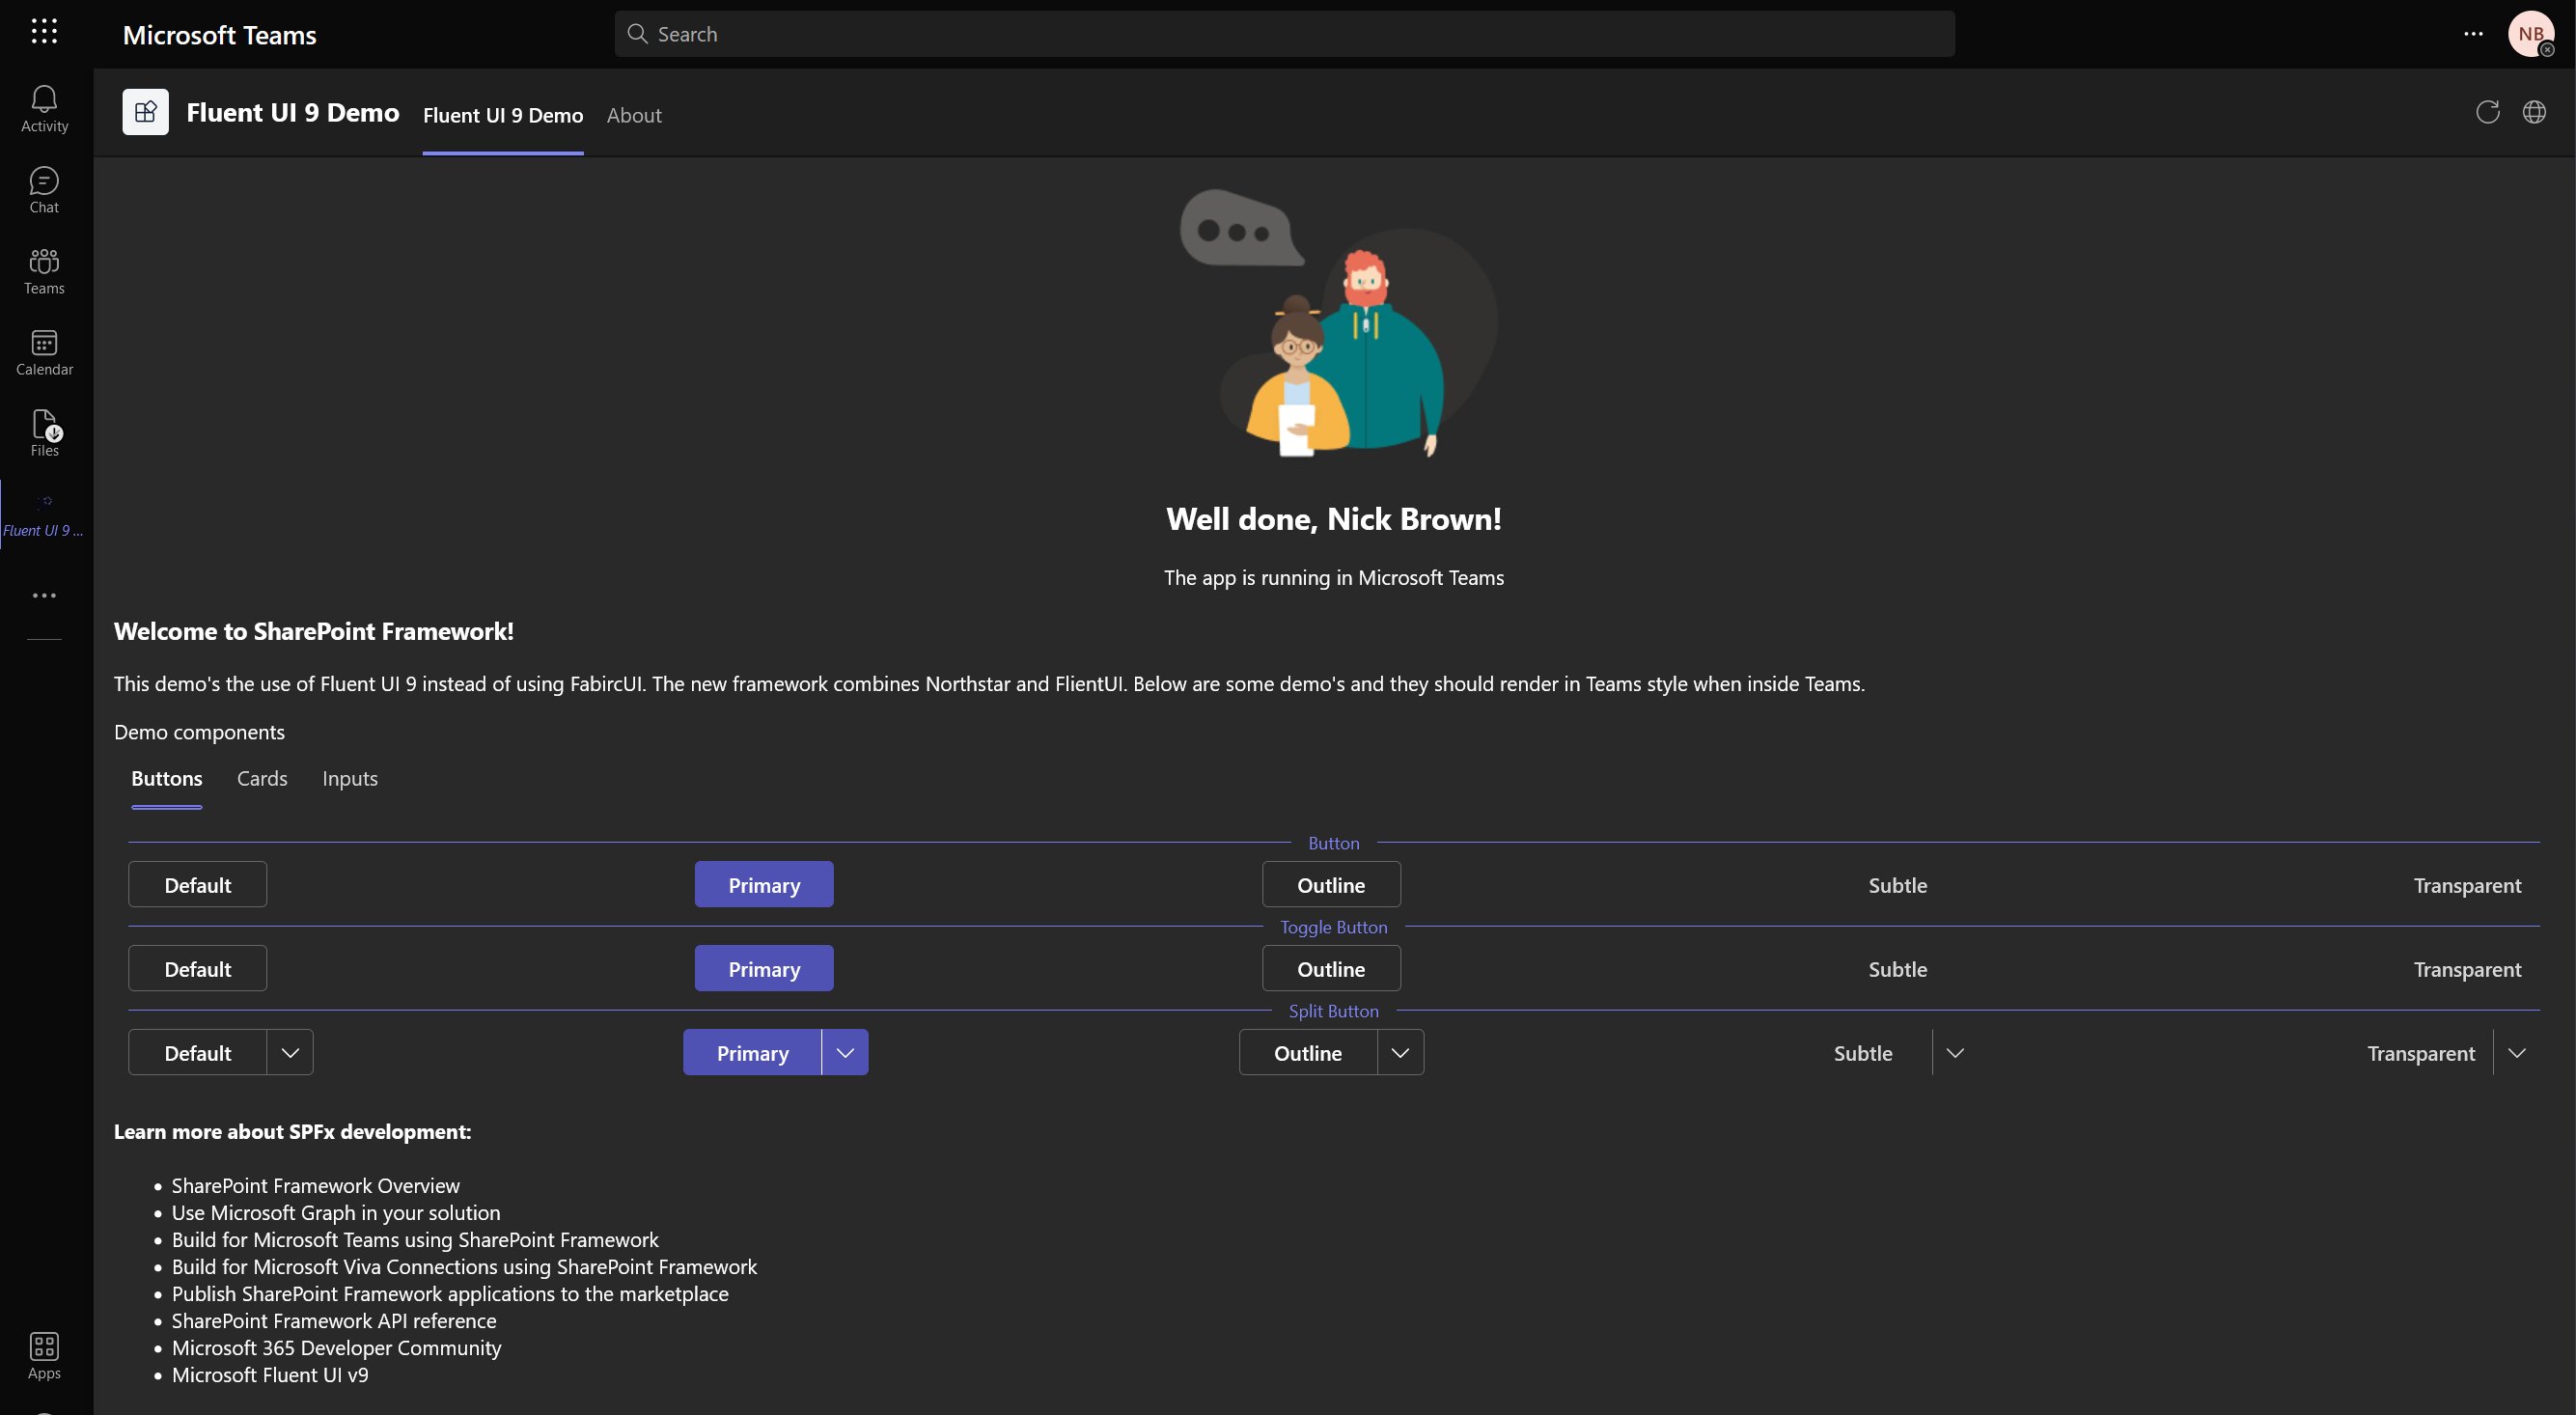 Microsoft Teams
Search
NB
Activity
Chat
Teams
Calendar
Files
Fluent UI 9 ...
Apps
Fluent UI 9 Demo
Fluent UI 9 Demo
About
Well done, Nick Brown!
The app is running in Microsoft Teams
Welcome to SharePoint Framework!
This demo's the use of Fluent UI 9 instead of using FabircUI. The new framework combines Northstar and FlientUI. Below are some demo's and they should render in Teams style when inside Teams.
Demo components
Buttons Cards Inputs
Button
Default Primary Outline Subtle Transparent
Toggle Button
Default Primary Outline Subtle Transparent
Split Button
Default Primary Outline Subtle Transparent
Learn more about SPFx development:
• SharePoint Framework Overview
• Use Microsoft Graph in your solution
• Build for Microsoft Teams using SharePoint Framework
• Build for Microsoft Viva Connections using SharePoint Framework
• Publish SharePoint Framework applications to the marketplace
• SharePoint Framework API reference
• Microsoft 365 Developer Community
• Microsoft Fluent UI v9